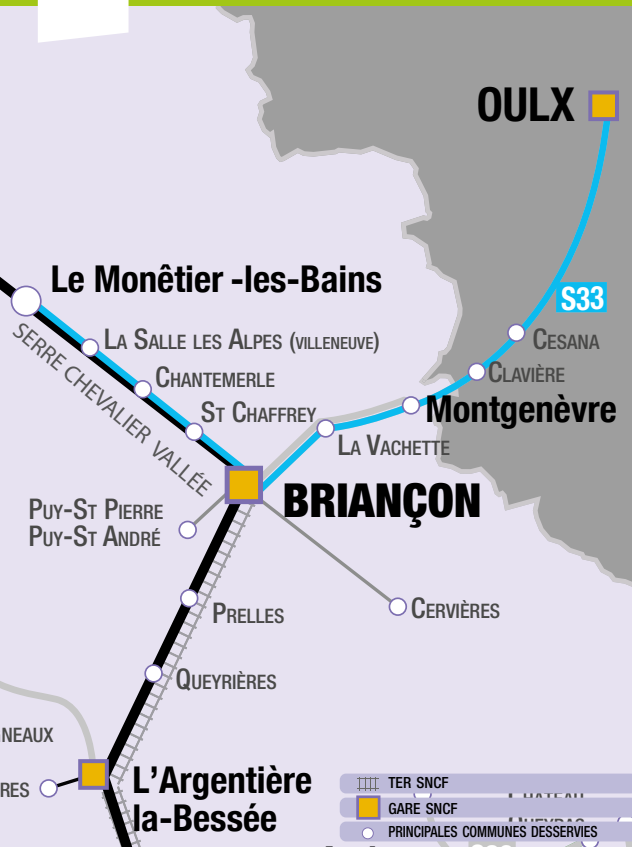 OULX
S33
Le Monêtier -les-Bains
LA SALLE LES ALPES (VILLENEUVE)
CESANA
CLAVIÈRE
CHANTEMERLE
SERRE CHEVALIER VALLÉE
ST CHAFFREY
Montgenèvre
LA VACHETTE
BRIANÇON
PUY-ST PIERRE
PUY-ST ANDRÉ
CERVIÈRES
PRELLES
QUEYRIÈRES
NEAUX
RES
L'Argentière
la-Bessée
TER SNCF
GARE SNCF
PRINCIPALES COMMUNES DESSERVIES